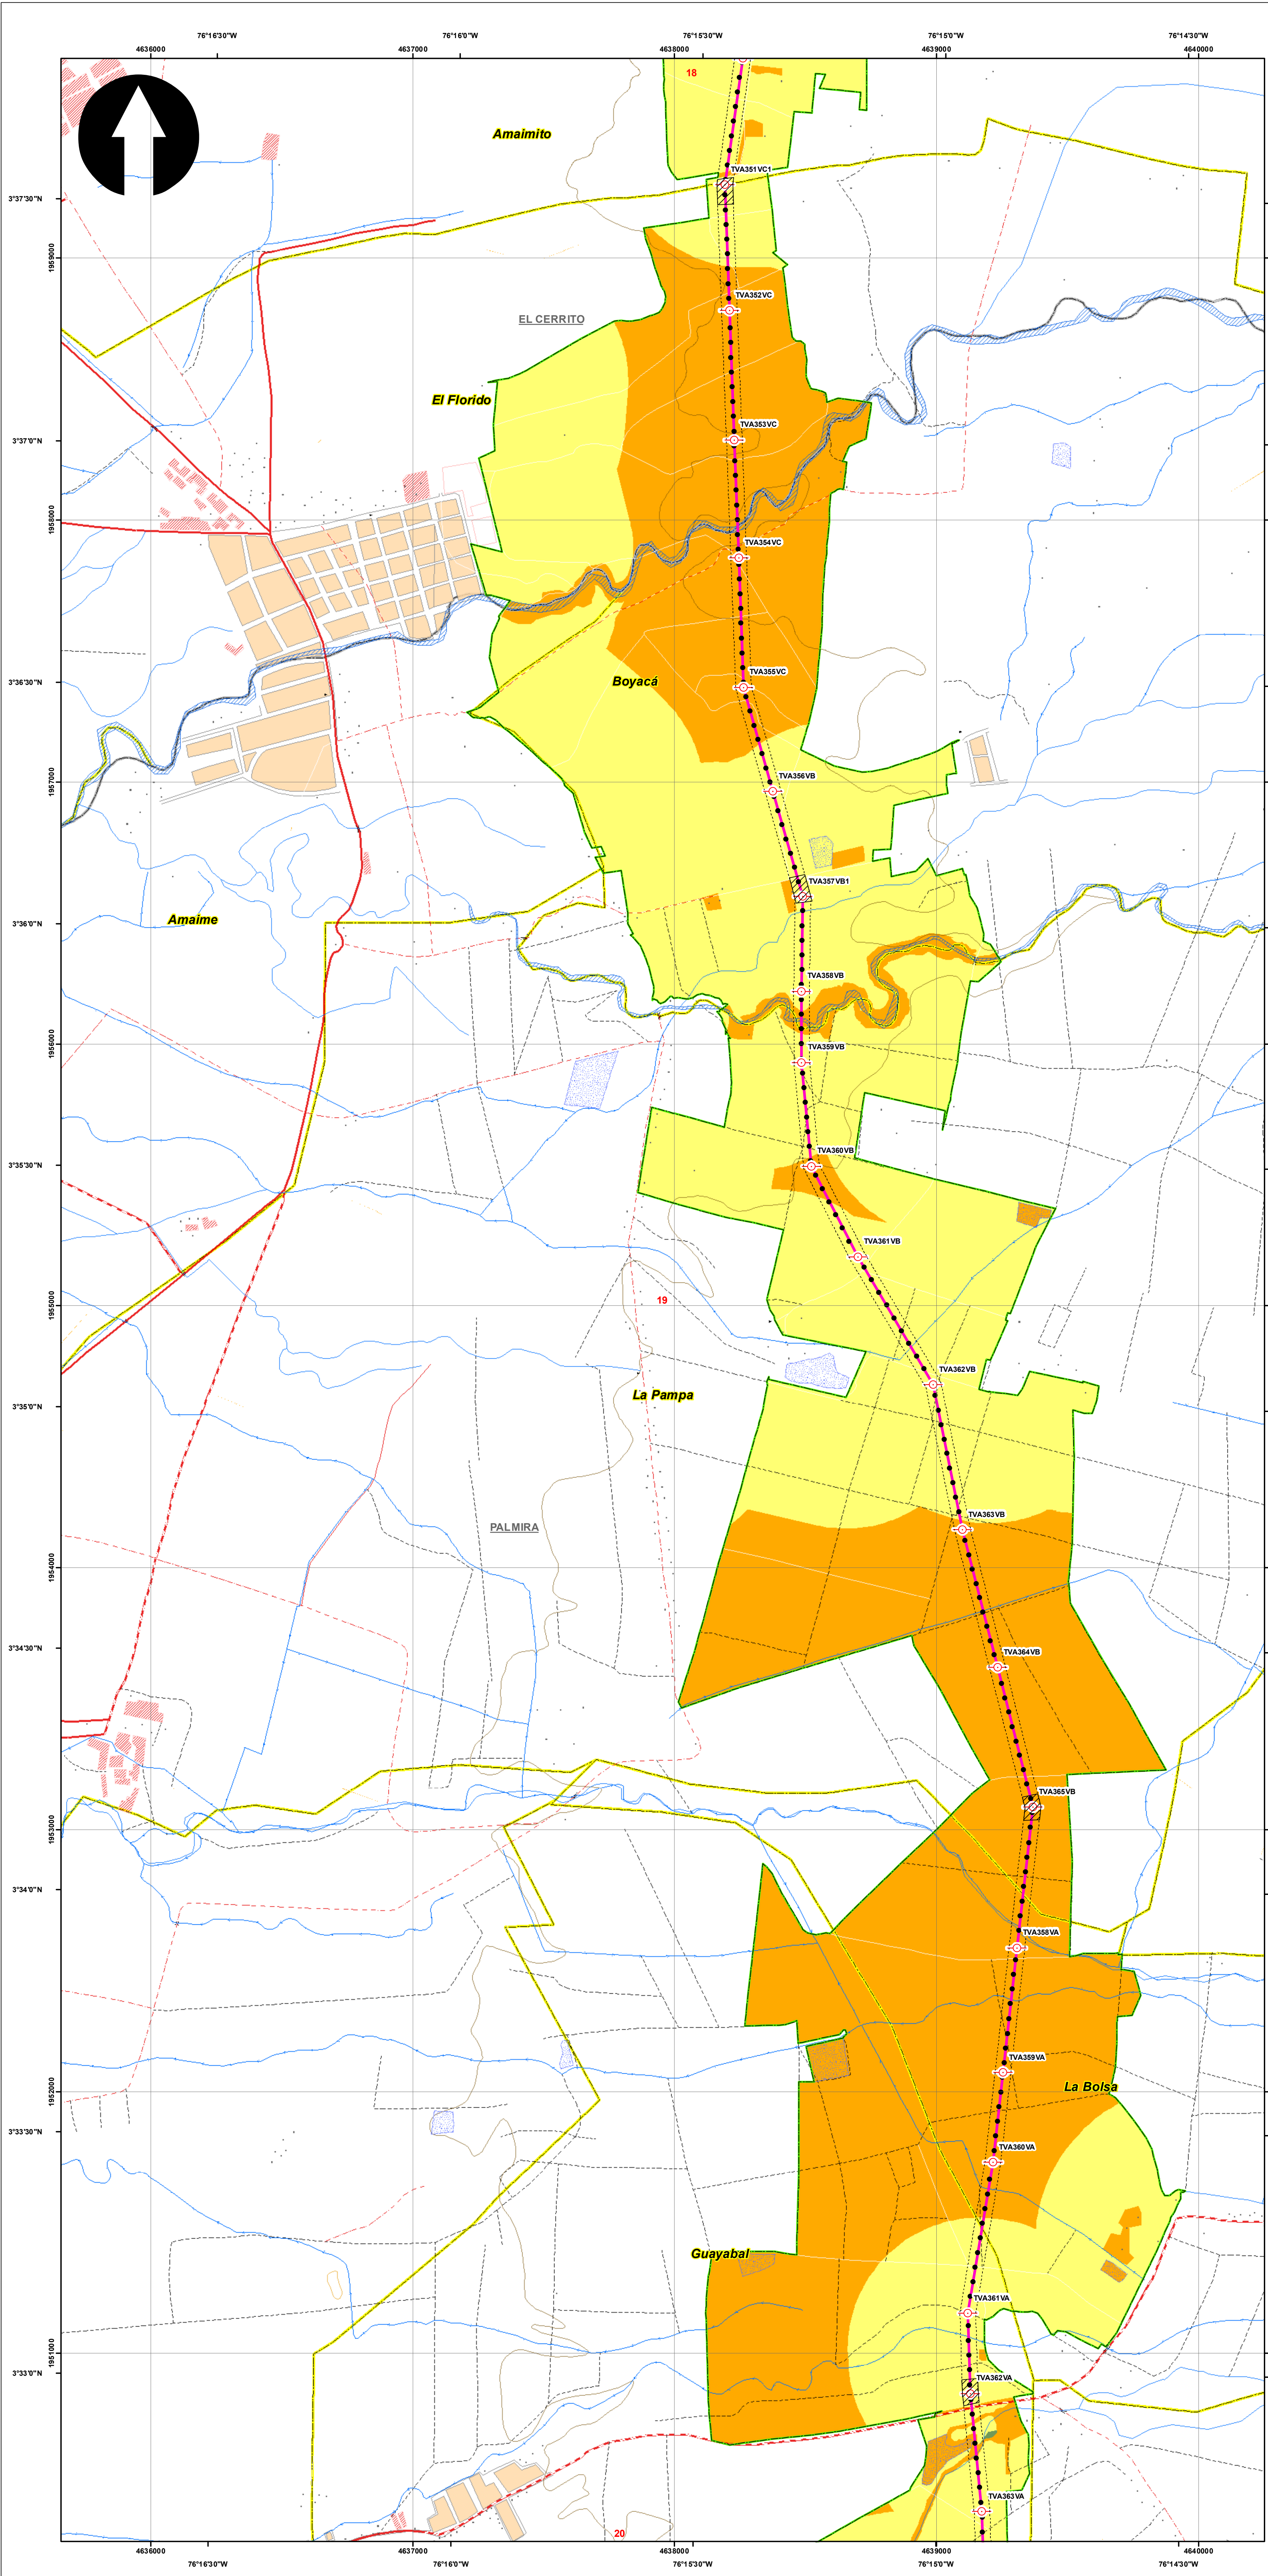 76°16'30"W
76°16'0"W
76°15'30"W
76°15'0"W
76°14'30"W
4636000
4637000
4638000
4639000
4640000
18
Amaimito
TVA351VC1
3°37'30"N
1959000
TVA352VC
EL CERRITO
El Florido
TVA353VC
3°37'0"N
1958000
TVA354VC
TVA355VC
Boyacá
3°36'30"N
TVA356VB
1957000
TVA357VB1
Amaime
3°36'0"N
TVA358VB
1956000
TVA359VB
TVA360VB
3°35'30"N
TVA361VB
19
1955000
TVA362VB
La Pampa
3°35'0"N
PALMIRA
TVA363VB
1954000
3°34'30"N
TVA364VB
TVA365VB
1953000
3°34'0"N
TVA358VA
TVA359VA
La Bolsa
1952000
3°33'30"N
TVA360VA
Guayabal
TVA361VA
1951000
3°33'0"N
TVA362VA
TVA363VA
20
4636000
4637000
4638000
4639000
4640000
76°16'30"W
76°16'0"W
76°15'30"W
76°15'0"W
76°14'30"W